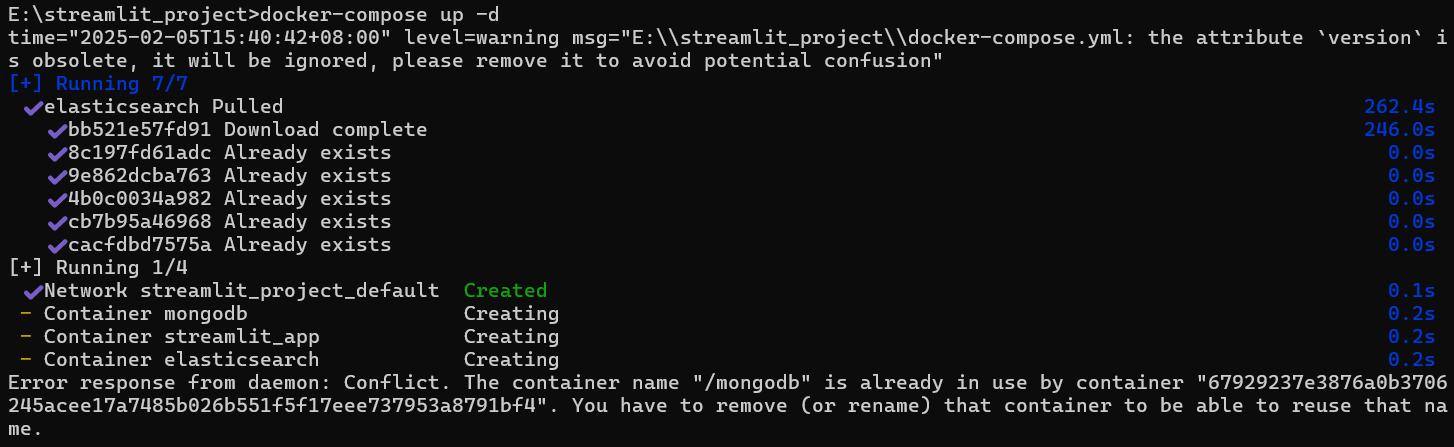 E:\streamlit_project>docker-compose up -d
time="2025-02-05T15:40:42+08:00" level=warning msg="E:\\streamlit_project\\docker-compose.yml: the attribute `version` i
s obsolete, it will be ignored, please remove it to avoid potential confusion"
[+] Running 7/7
✔elasticsearch Pulled 262.4s
✔bb521e57fd91 Download complete 246.0s
✔8c197fd61adc Already exists 0.0s
✔9e862dcba763 Already exists 0.0s
✔4b0c0034a982 Already exists 0.0s
✔cb7b95a46968 Already exists 0.0s
✔cacfdbd7575a Already exists 0.0s
[+] Running 1/4
✔Network streamlit_project_default Created 0.1s
- Container mongodb Creating 0.2s
- Container streamlit_app Creating 0.2s
- Container elasticsearch Creating 0.2s
Error response from daemon: Conflict. The container name "/mongodb" is already in use by container "67929237e3876a0b3706
245acee17a7485b026b551f5f17eee737953a8791bf4". You have to remove (or rename) that container to be able to reuse that na
me.